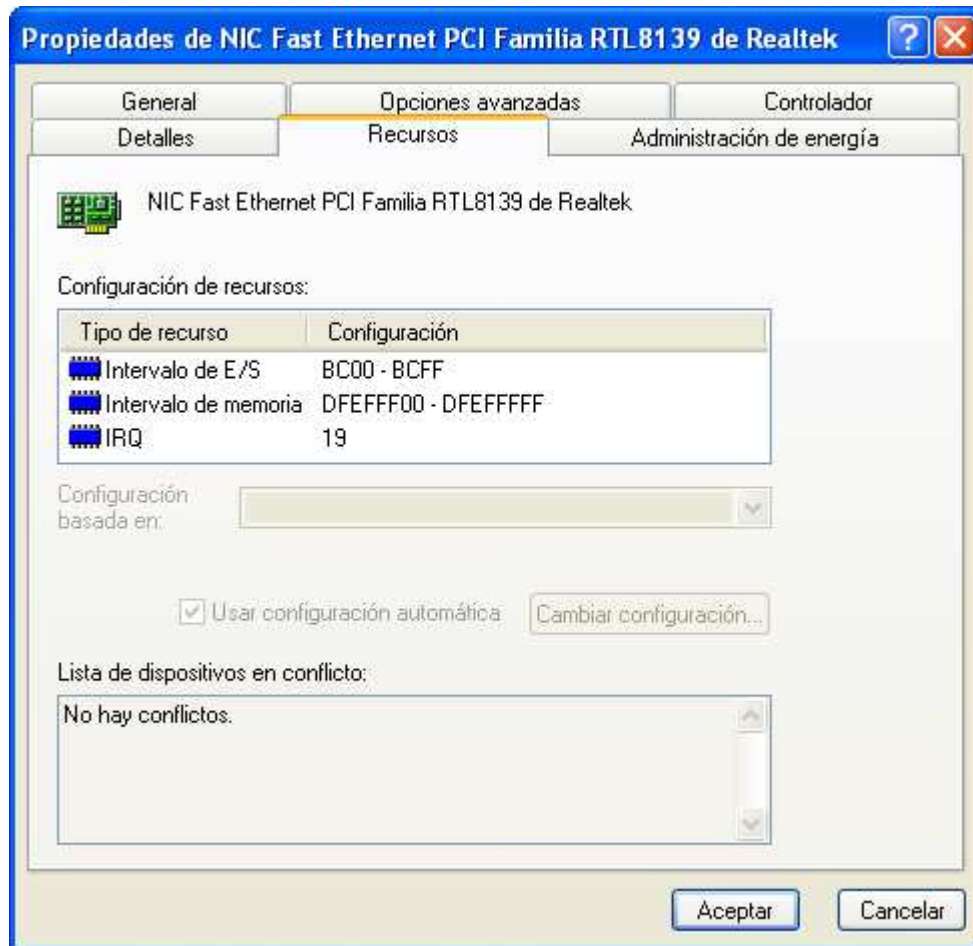 Propiedades de NIC Fast Ethernet PCI Familia RTL8139 de Realtek
General Opciones avanzadas Controlador
Detalles Recursos Administración de energía
NIC Fast Ethernet PCI Familia RTL8139 de Realtek
Configuración de recursos:
Tipo de recurso Configuración
Intervalo de E/S BC00 - BCFF
Intervalo de memoria DFEFFF00 - DFEFFFFF
IRQ 19
Configuración
basada en:
Usar configuración automática Cambiar configuración...
Lista de dispositivos en conflicto:
No hay conflictos.
Aceptar Cancelar